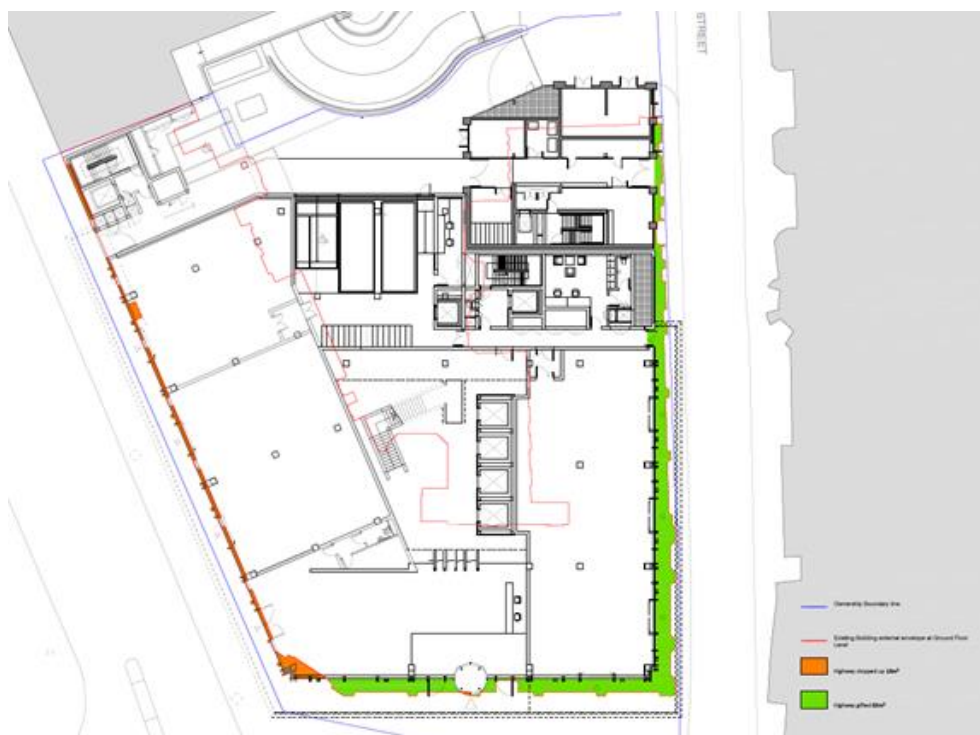 STREET
Ownership Boundary line
Existing Building external envelope at Ground Floor
Level
Highway stopped up
Highway gifted